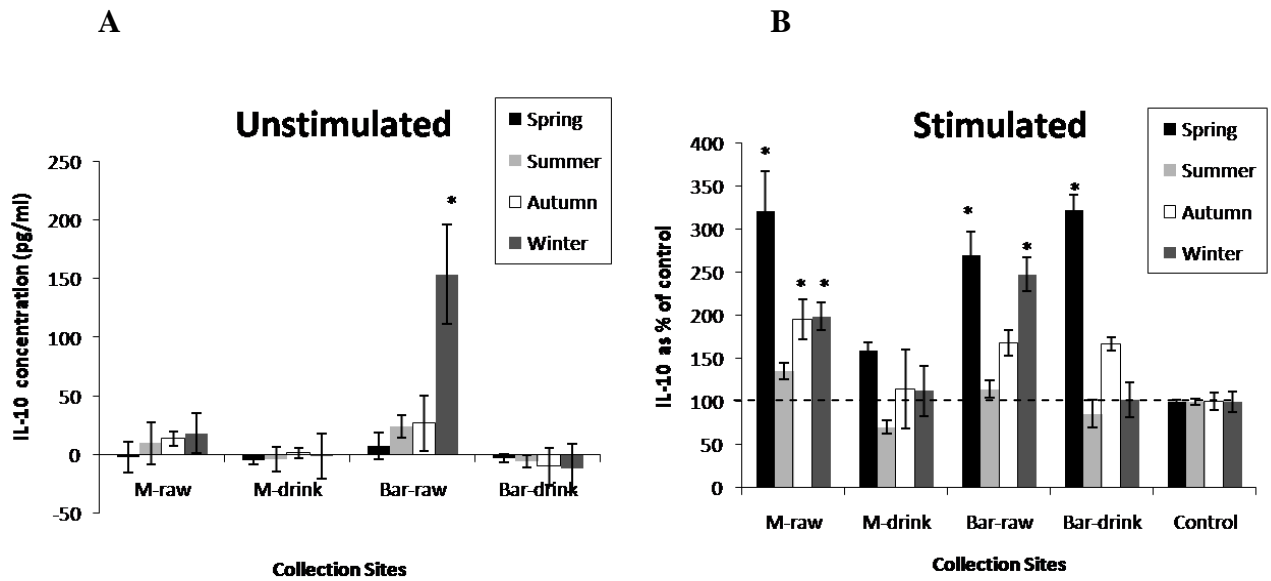 A
B
Unstimulated
Spring
Summer
Autumn
Winter
250
200
150
100
50
0
-50
*
IL-10 concentration (pg/ml)
M-raw
M-drink
Bar-raw
Bar-drink
Collection Sites
Stimulated
Spring
Summer
Autumn
Winter
400
350
300
250
200
150
100
50
0
* * * * * *
IL-10 as % of control
M-raw
M-drink
Bar-raw
Bar-drink
Control
Collection Sites